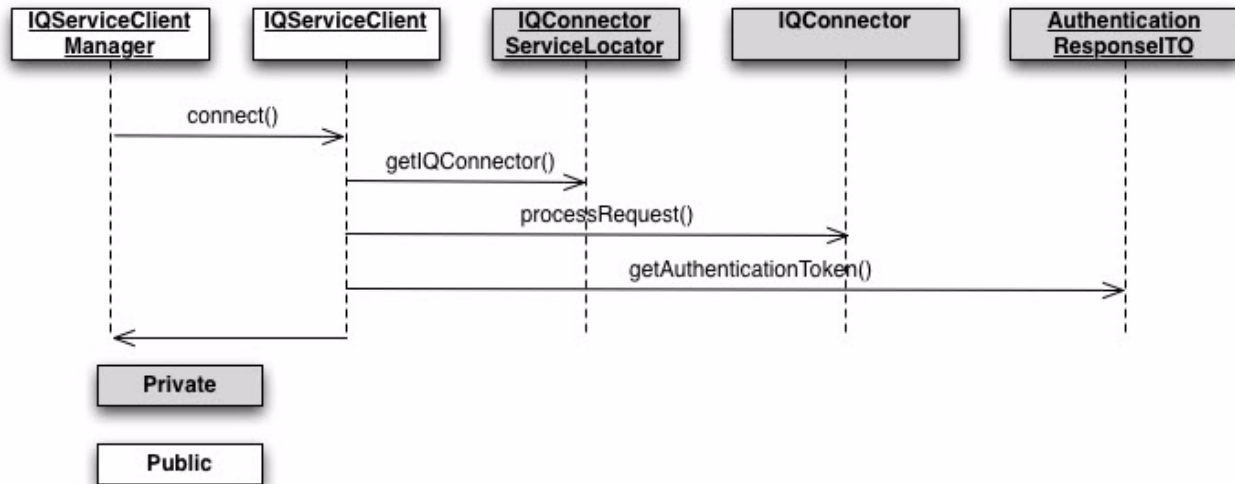 IQServiceClient
Manager
IQServiceClient
IQConnector
ServiceLocator
IQConnector
Authentication
ResponseITO
connect()
getIQConnector()
processRequest()
getAuthenticationToken()
Private
Public